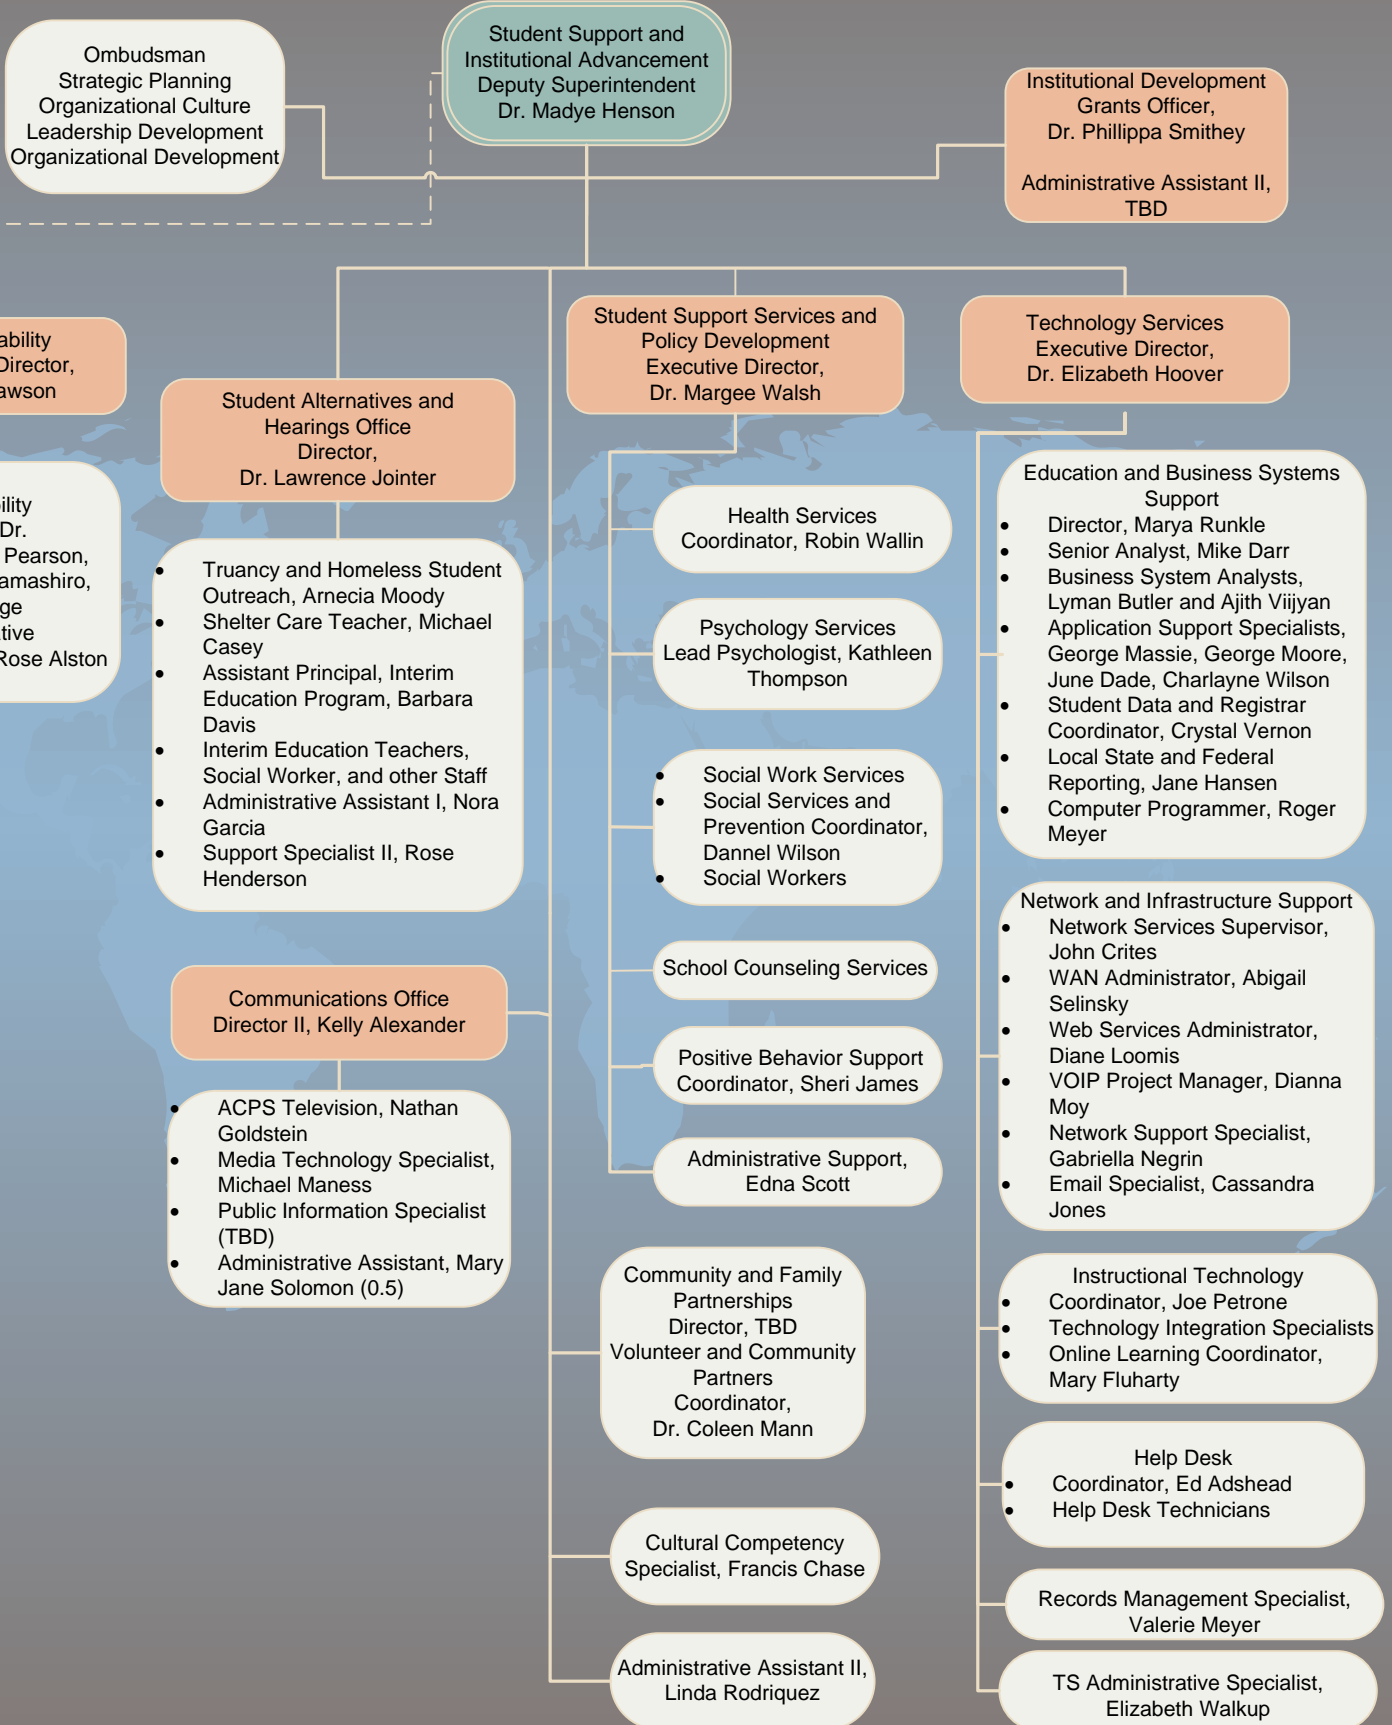 Ombudsman
Strategic Planning
Organizational Culture
Leadership Development
Organizational Development
Student Support and
Institutional Advancement
Deputy Superintendent
Dr. Madye Henson
Institutional Development
Grants Officer,
Dr. Phillippa Smithey
Administrative Assistant II,
TBD
ability
Director,
awson
ility
Dr.
Pearson,
amashiro,
ge
tive
Rose Alston
Student Alternatives and
Hearings Office
Director,
Dr. Lawrence Jointer
• Truancy and Homeless Student
Outreach, Arnecia Moody
• Shelter Care Teacher, Michael
Casey
• Assistant Principal, Interim
Education Program, Barbara
Davis
• Interim Education Teachers,
Social Worker, and other Staff
• Administrative Assistant I, Nora
Garcia
• Support Specialist II, Rose
Henderson
Communications Office
Director II, Kelly Alexander
• ACPS Television, Nathan
Goldstein
• Media Technology Specialist,
Michael Maness
• Public Information Specialist
(TBD)
• Administrative Assistant, Mary
Jane Solomon (0.5)
Student Support Services and
Policy Development
Executive Director,
Dr. Margee Walsh
Health Services
Coordinator, Robin Wallin
Psychology Services
Lead Psychologist, Kathleen
Thompson
• Social Work Services
• Social Services and
Prevention Coordinator,
Dannel Wilson
• Social Workers
School Counseling Services
Positive Behavior Support
Coordinator, Sheri James
Administrative Support,
Edna Scott
Community and Family
Partnerships
Director, TBD
Volunteer and Community
Partners
Coordinator,
Dr. Coleen Mann
Cultural Competency
Specialist, Francis Chase
Administrative Assistant II,
Linda Rodriquez
Technology Services
Executive Director,
Dr. Elizabeth Hoover
Education and Business Systems
Support
• Director, Marya Runkle
• Senior Analyst, Mike Darr
• Business System Analysts,
Lyman Butler and Ajith Viijyan
• Application Support Specialists,
George Massie, George Moore,
June Dade, Charlayne Wilson
• Student Data and Registrar
Coordinator, Crystal Vernon
• Local State and Federal
Reporting, Jane Hansen
• Computer Programmer, Roger
Meyer
Network and Infrastructure Support
• Network Services Supervisor,
John Crites
• WAN Administrator, Abigail
Selinsky
• Web Services Administrator,
Diane Loomis
• VOIP Project Manager, Dianna
Moy
• Network Support Specialist,
Gabriella Negrin
• Email Specialist, Cassandra
Jones
Instructional Technology
• Coordinator, Joe Petrone
• Technology Integration Specialists
• Online Learning Coordinator,
Mary Fluharty
Help Desk
• Coordinator, Ed Adshead
• Help Desk Technicians
Records Management Specialist,
Valerie Meyer
TS Administrative Specialist,
Elizabeth Walkup